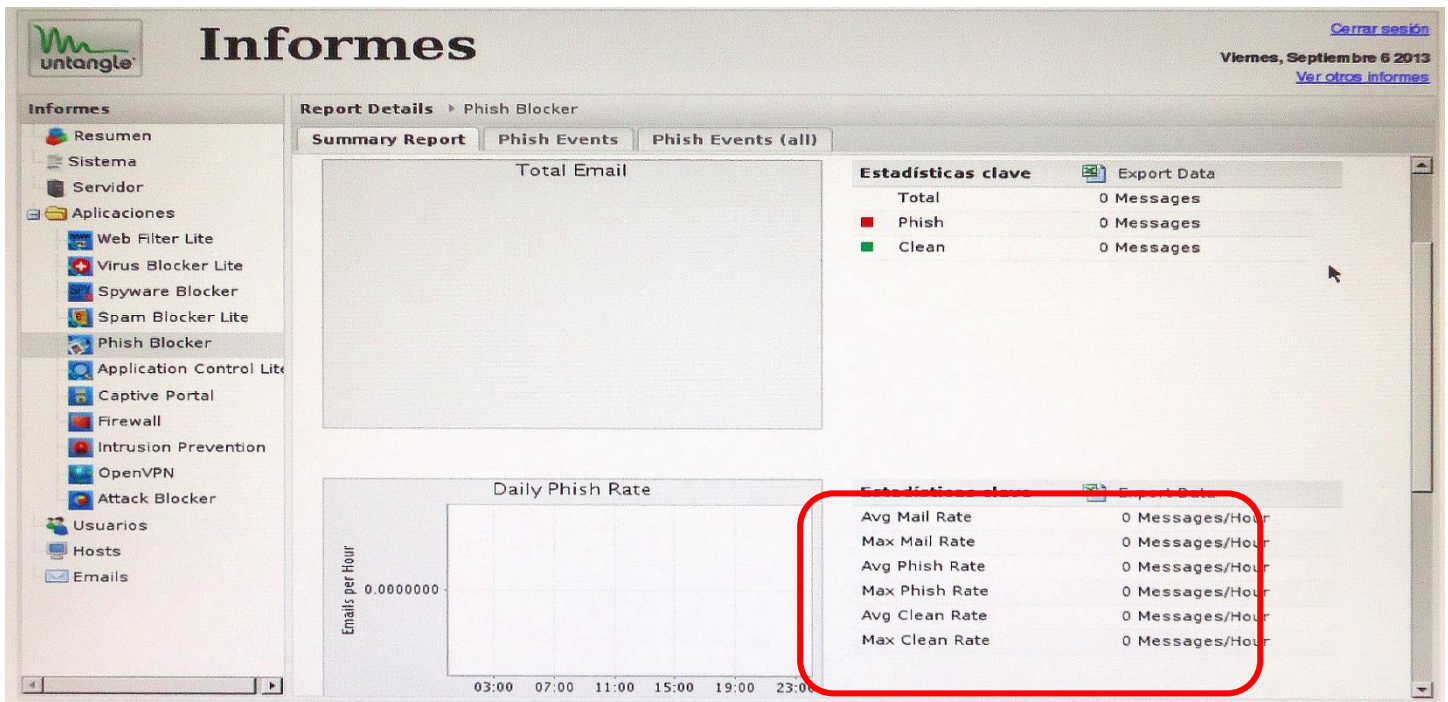 untangle
Informes
Cerrar sesión
Viernes, Septiembre 6 2013
Ver otros informes
Informes
Resumen
Sistema
Servidor
Aplicaciones
Web Filter Lite
Virus Blocker Lite
Spyware Blocker
Spam Blocker Lite
Phish Blocker
Application Control Lite
Captive Portal
Firewall
Intrusion Prevention
OpenVPN
Attack Blocker
Usuarios
Hosts
Emails
Report Details Phish Blocker
Summary Report Phish Events Phish Events (all)
Total Email
Estadísticas clave Export Data
Total 0 Messages
Phish 0 Messages
Clean 0 Messages
Daily Phish Rate
Emails per Hour
0.0000000
03:00 07:00 11:00 15:00 19:00 23:00
Estadísticas clave Export Data
Avg Mail Rate 0 Messages/Hour
Max Mail Rate 0 Messages/Hour
Avg Phish Rate 0 Messages/Hour
Max Phish Rate 0 Messages/Hour
Avg Clean Rate 0 Messages/Hour
Max Clean Rate 0 Messages/Hour